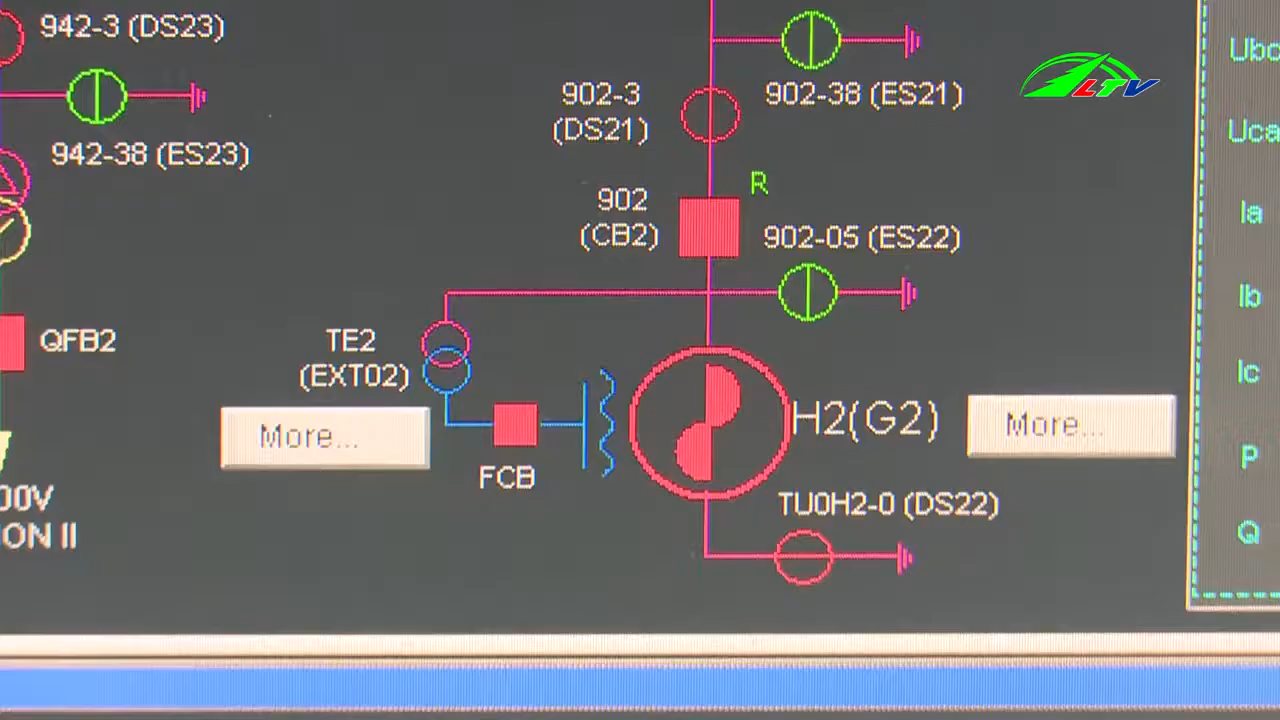 942-3 (DS23)
942-38 (ES23)
902-3
(DS21)
902-38 (ES21)
LTV
R
902
(CB2)
902-05 (ES22)
QFB2
TE2
(EXT02)
More...
FCB
H2(G2)
More...
TU0H2-0 (DS22)
00V
ION II
Ubc
Uca
Ia
Ib
Ic
P
Q